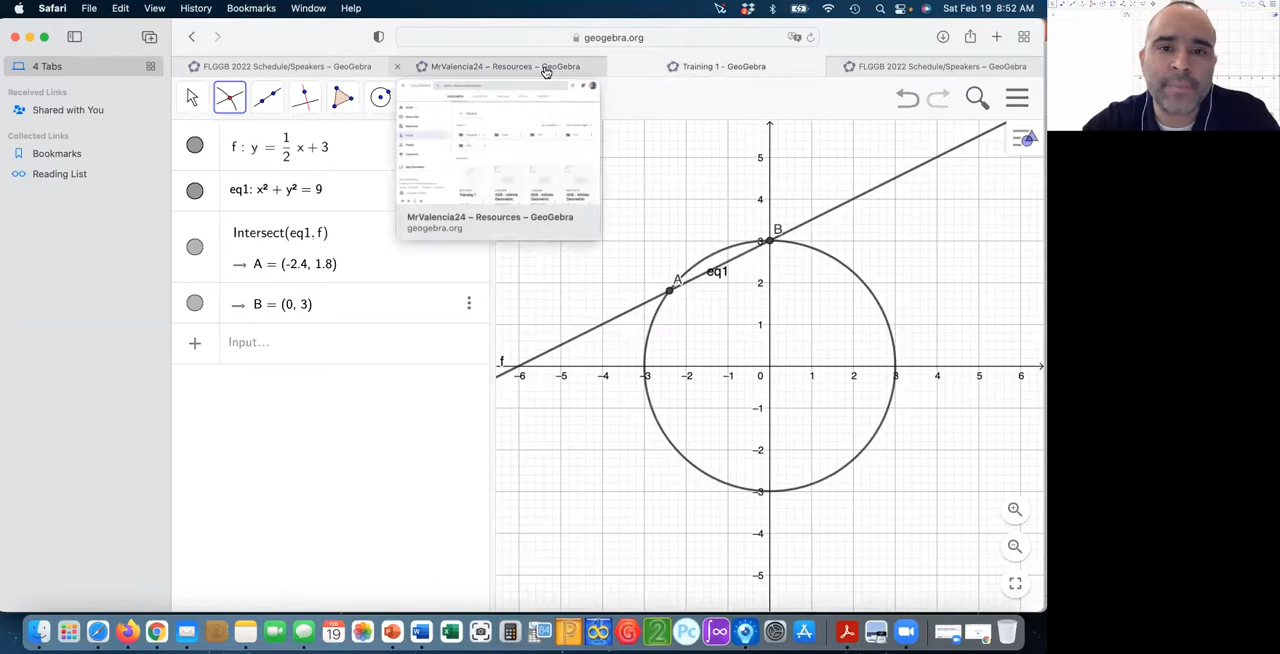 Safari File Edit View History Bookmarks Window Help
Sat Feb 19 8:52 AM
geogebra.org
4 Tabs
FLGGB 2022 Schedule/Speakers – GeoGebra
MrValencia24 – Resources – GeoGebra
Training 1 - GeoGebra
FLGGB 2022 Schedule/Speakers – GeoGebra
Received Links
Shared with You
Collected Links
Bookmarks
Reading List
f : y = 1/2 x + 3
eq1: x² + y² = 9
Intersect(eq1, f)
→ A = (-2.4, 1.8)
→ B = (0, 3)
Input...
MrValencia24 – Resources – GeoGebra
geogebra.org
5
4
B
3
A
eq1
2
1
f
-6 -5 -4 -3 -2 -1 0 1 2 3 4 5 6
-1
-2
-3
-4
-5
FEB
19